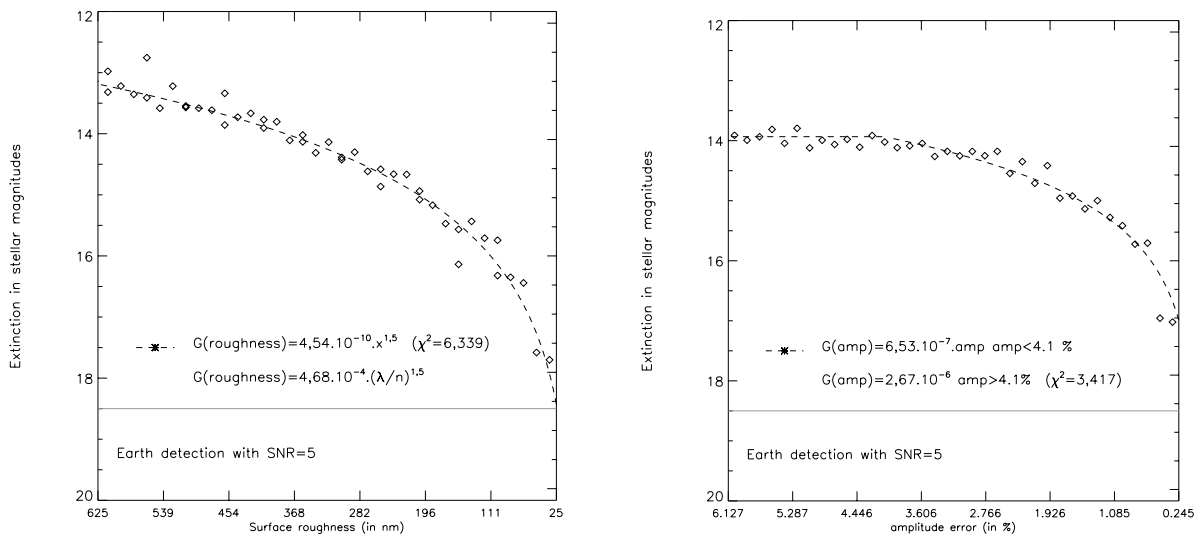 Extinction in stellar magnitudes
12
14
16
18
20
G(roughness)=4,54.10⁻¹⁰.x¹,⁵ (χ²=6,339)
G(roughness)=4,68.10⁻⁴.(λ/n)¹,⁵
Earth detection with SNR=5
625 539 454 368 282 196 111 25
Surface roughness (in nm)
Extinction in stellar magnitudes
12
14
16
18
20
G(amp)=6,53.10⁻⁷.amp amp<4.1 %
G(amp)=2,67.10⁻⁶ amp>4.1% (χ²=3,417)
Earth detection with SNR=5
6.127 5.287 4.446 3.606 2.766 1.926 1.085 0.245
amplitude error (in %)